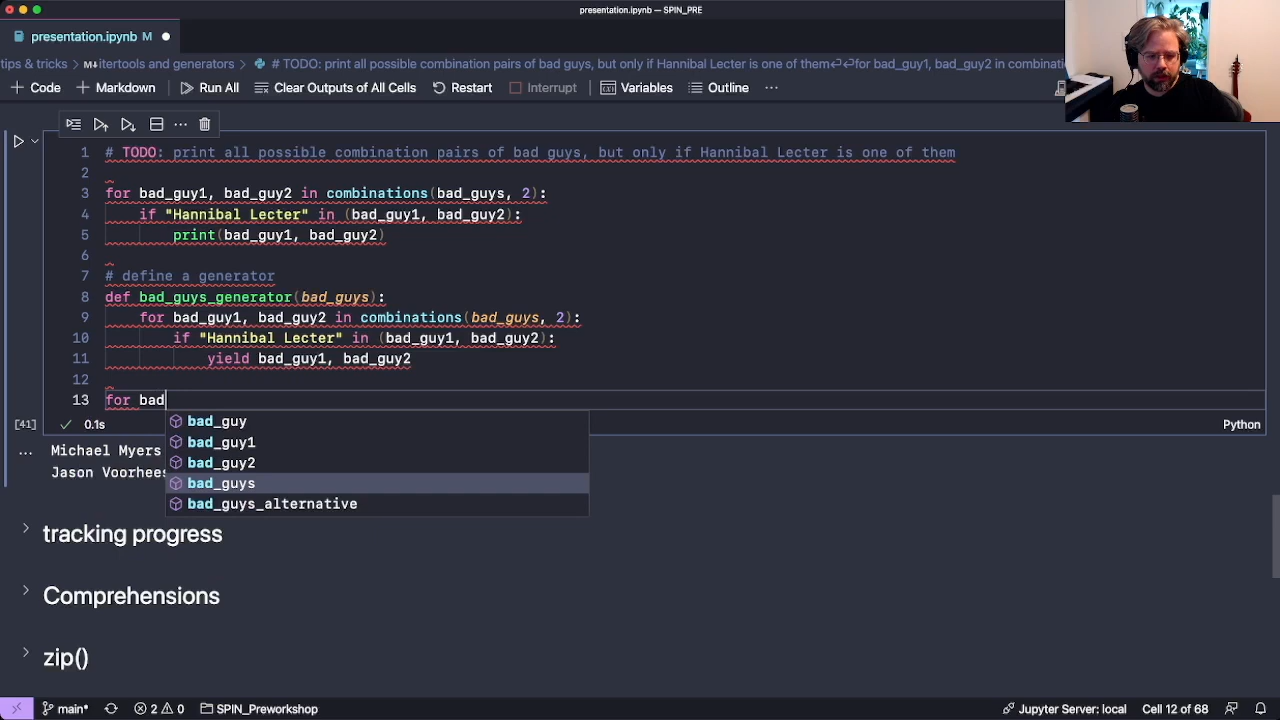 presentation.ipynb — SPIN_PRE
presentation.ipynb M
tips & tricks > M↓itertools and generators > # TODO: print all possible combination pairs of bad guys, but only if Hannibal Lecter is one of them↵↵for bad_guy1, bad_guy2 in combinatio
+ Code + Markdown Run All Clear Outputs of All Cells Restart Interrupt Variables Outline ...
1 # TODO: print all possible combination pairs of bad guys, but only if Hannibal Lecter is one of them
2
3 for bad_guy1, bad_guy2 in combinations(bad_guys, 2):
4 if "Hannibal Lecter" in (bad_guy1, bad_guy2):
5 print(bad_guy1, bad_guy2)
6
7 # define a generator
8 def bad_guys_generator(bad_guys):
9 for bad_guy1, bad_guy2 in combinations(bad_guys, 2):
10 if "Hannibal Lecter" in (bad_guy1, bad_guy2):
11 yield bad_guy1, bad_guy2
12
13 for bad
bad_guy
bad_guy1
bad_guy2
bad_guys
bad_guys_alternative
[41] 0.1s Python
... Michael Myers
Jason Voorhees
tracking progress
Comprehensions
zip()
main* 2 0 SPIN_Preworkshop Jupyter Server: local Cell 12 of 68